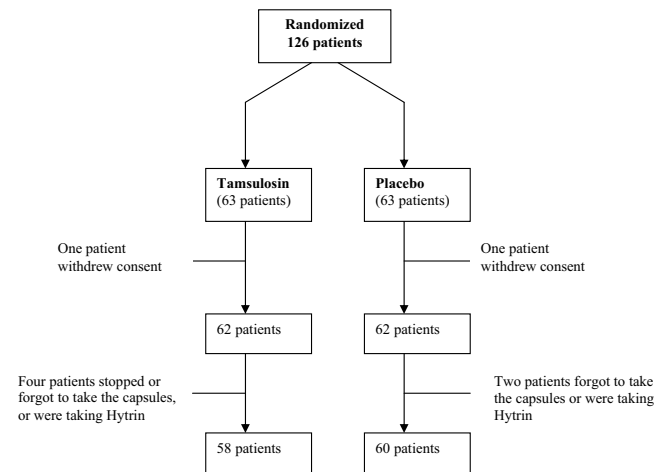 Randomized
126 patients
Tamsulosin
(63 patients)
Placebo
(63 patients)
One patient
withdrew consent
One patient
withdrew consent
62 patients
62 patients
Four patients stopped or
forgot to take the capsules,
or were taking Hytrin
Two patients forgot to take
the capsules or were taking
Hytrin
58 patients
60 patients